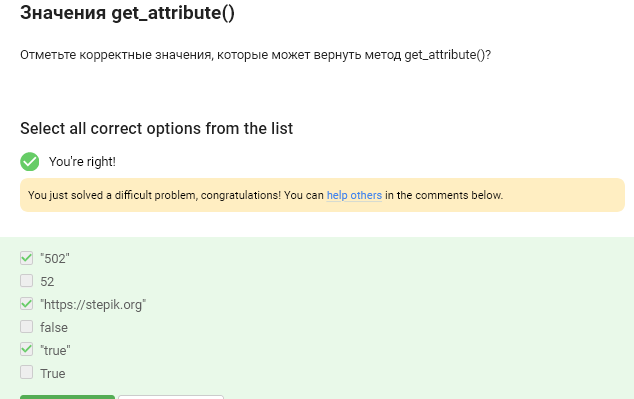 Значения get_attribute()
Отметьте корректные значения, которые может вернуть метод get_attribute()?
Select all correct options from the list
You're right!
You just solved a difficult problem, congratulations! You can help others in the comments below.
"502"
52
"https://stepik.org"
false
"true"
True